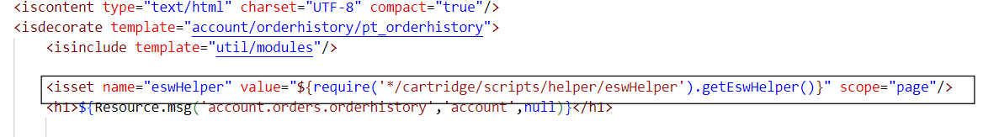 <iscontent type="text/html" charset="UTF-8" compact="true"/>
<isdecorate template="account/orderhistory/pt_orderhistory">
<isinclude template="util/modules"/>
<isset name="eswHelper" value="${require('*/cartridge/scripts/helper/eswHelper').getEswHelper()}" scope="page"/>
<h1>${Resource.msg('account.orders.orderhistory','account',null)}</h1>